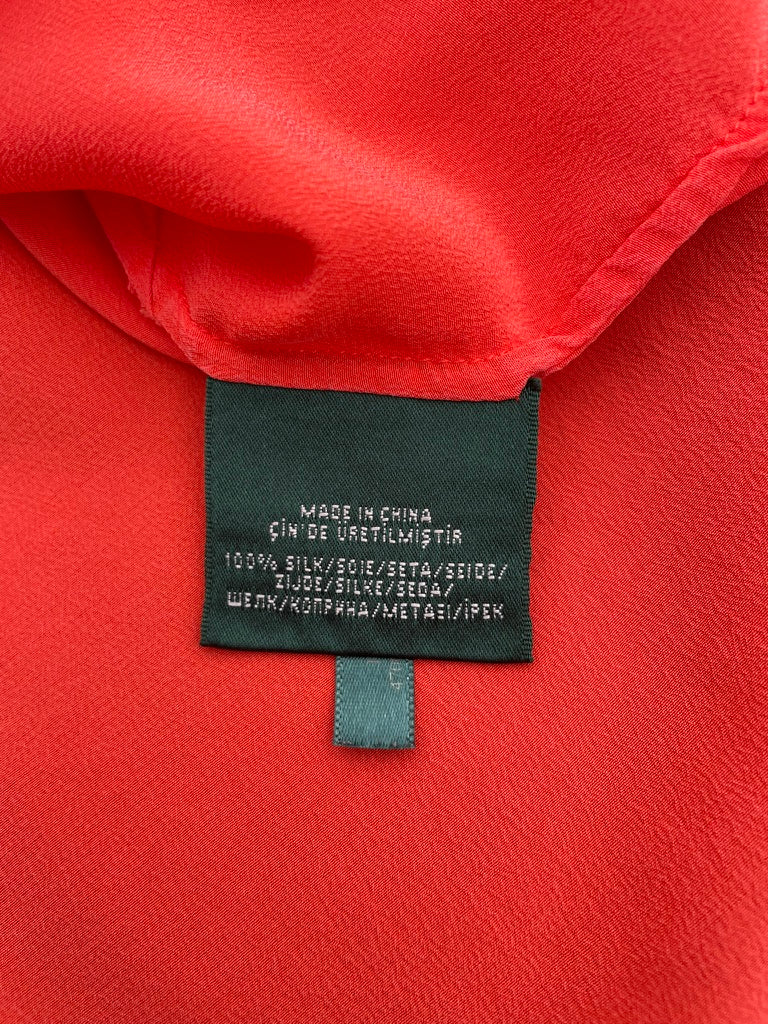 MADE IN CHINA
ÇİN'DE ÜRETİLMİŞTİR
100% SILK/SOIE/SETA/SEIDE/
ZIJDE/SILKE/SEDA/
ШЕЛК/КОПРИНА/ΜΕΤΑΞΙ/İPEK